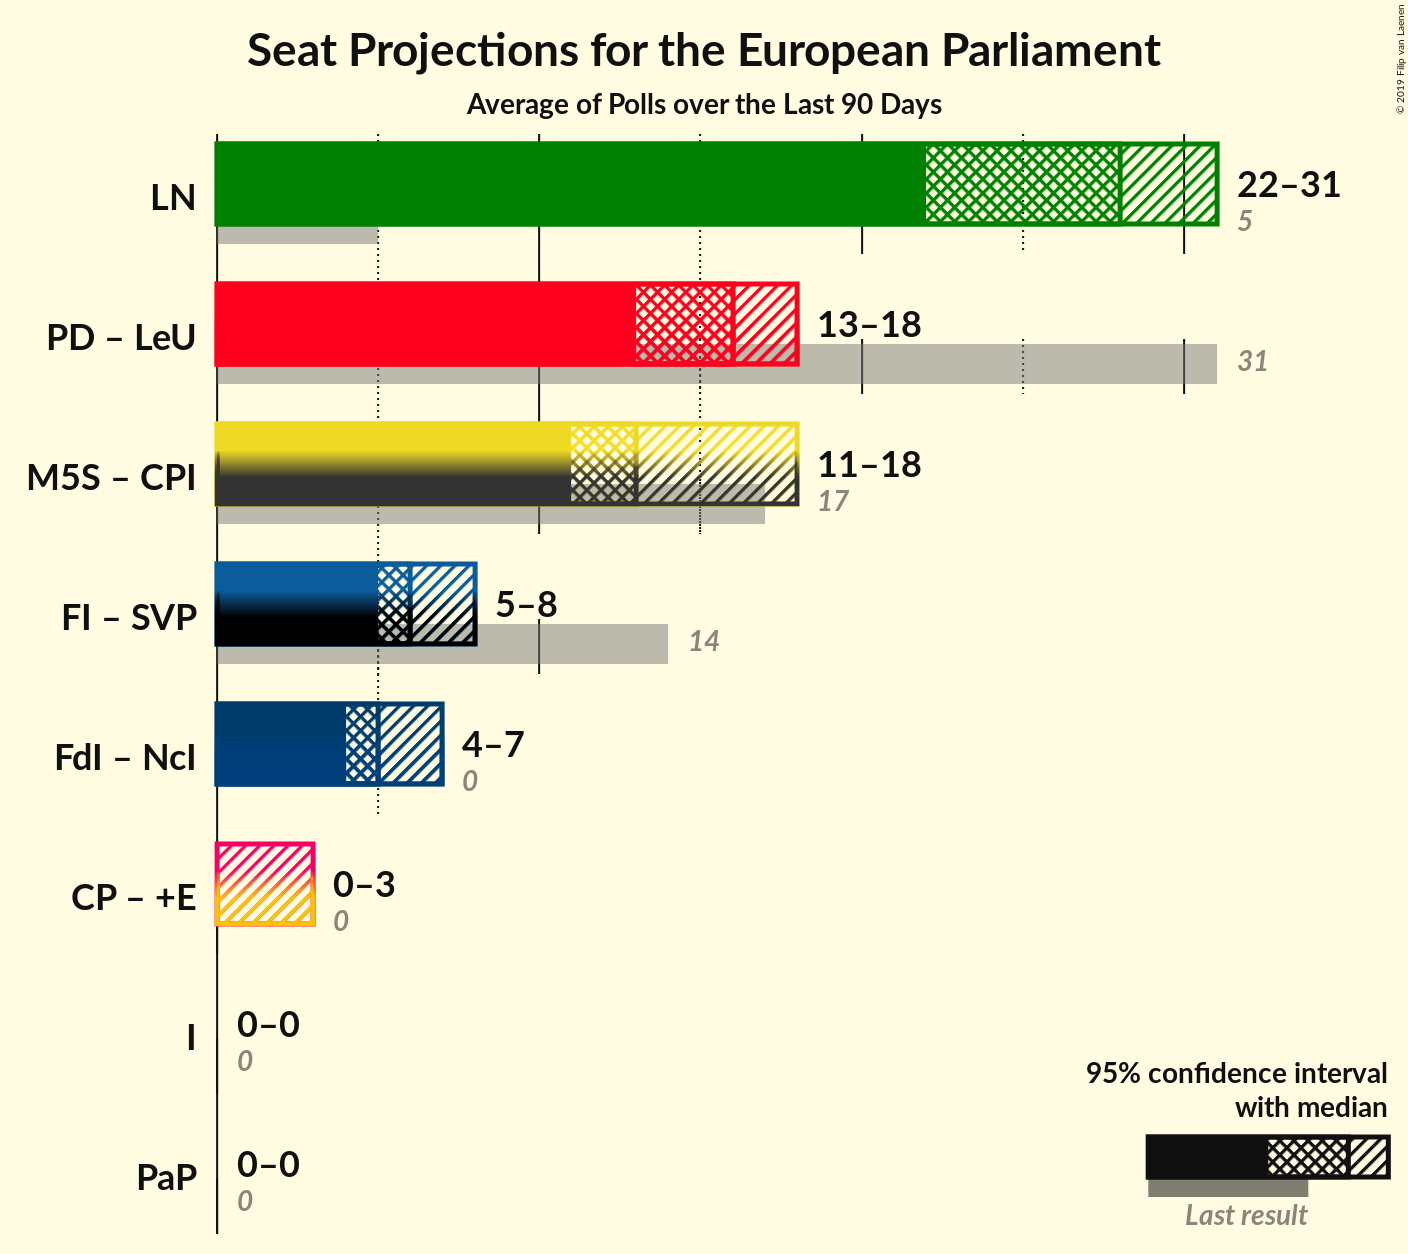 Seat Projections for the European Parliament
Average of Polls over the Last 90 Days
© 2019 Filip van Laenen
LN
22–31
5
PD – LeU
13–18
31
M5S – CPI
11–18
17
FI – SVP
5–8
14
FdI – NcI
4–7
0
CP – +E
0–3
0
I
0–0
0
PaP
0–0
0
95% confidence interval
with median
Last result